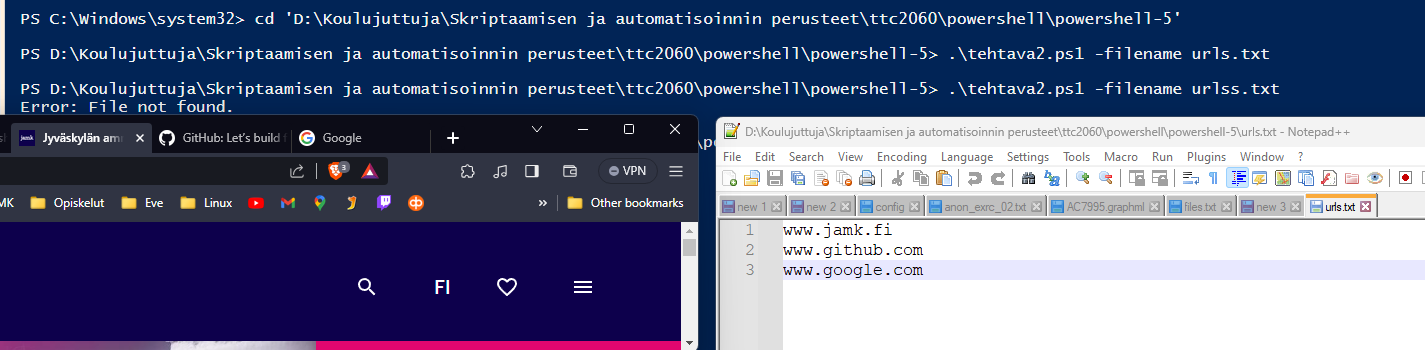 PS C:\Windows\system32> cd 'D:\Koulujuttuja\Skriptaamisen ja automatisoinnin perusteet\ttc2060\powershell\powershell-5'
PS D:\Koulujuttuja\Skriptaamisen ja automatisoinnin perusteet\ttc2060\powershell\powershell-5> .\tehtava2.ps1 -filename urls.txt
PS D:\Koulujuttuja\Skriptaamisen ja automatisoinnin perusteet\ttc2060\powershell\powershell-5> .\tehtava2.ps1 -filename urlss.txt
Error: File not found.
jamk Jyväskylän am
GitHub: Let's build f
Google
3
VPN
MK Opiskelut Eve Linux
» Other bookmarks
FI
D:\Koulujuttuja\Skriptaamisen ja automatisoinnin perusteet\ttc2060\powershell\powershell-5\urls.txt - Notepad++
File Edit Search View Encoding Language Settings Tools Macro Run Plugins Window ?
new 1 new 2 config anon_exrc_02.txt AC7995.graphml files.txt new 3 urls.txt
1 www.jamk.fi
2 www.github.com
3 www.google.com